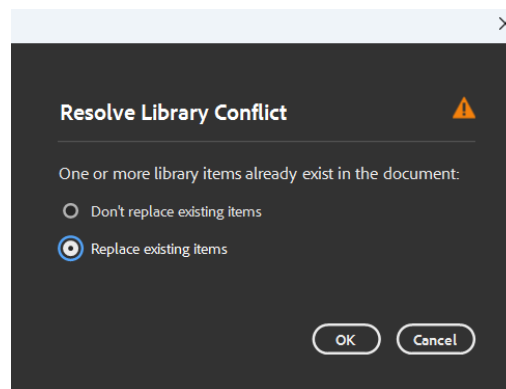 Resolve Library Conflict
One or more library items already exist in the document:
Don't replace existing items
Replace existing items
OK Cancel